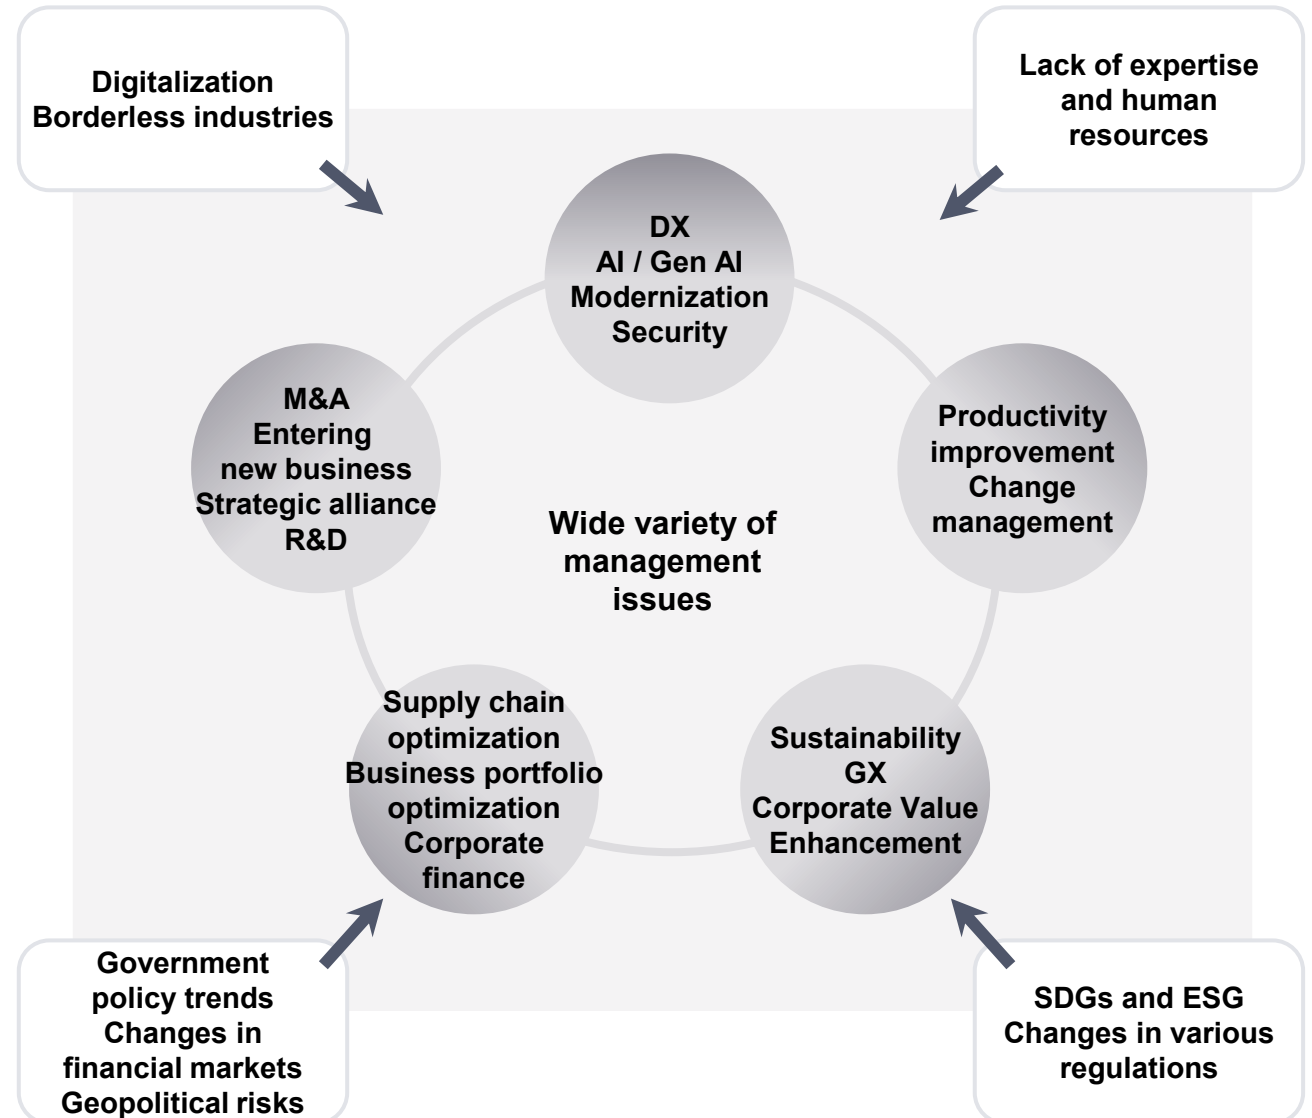 Digitalization
Borderless industries
Lack of expertise
and human
resources
DX
AI / Gen AI
Modernization
Security
M&A
Entering
new business
Strategic alliance
R&D
Productivity
improvement
Change
management
Wide variety of
management
issues
Supply chain
optimization
Business portfolio
optimization
Corporate
finance
Sustainability
GX
Corporate Value
Enhancement
Government
policy trends
Changes in
financial markets
Geopolitical risks
SDGs and ESG
Changes in various
regulations